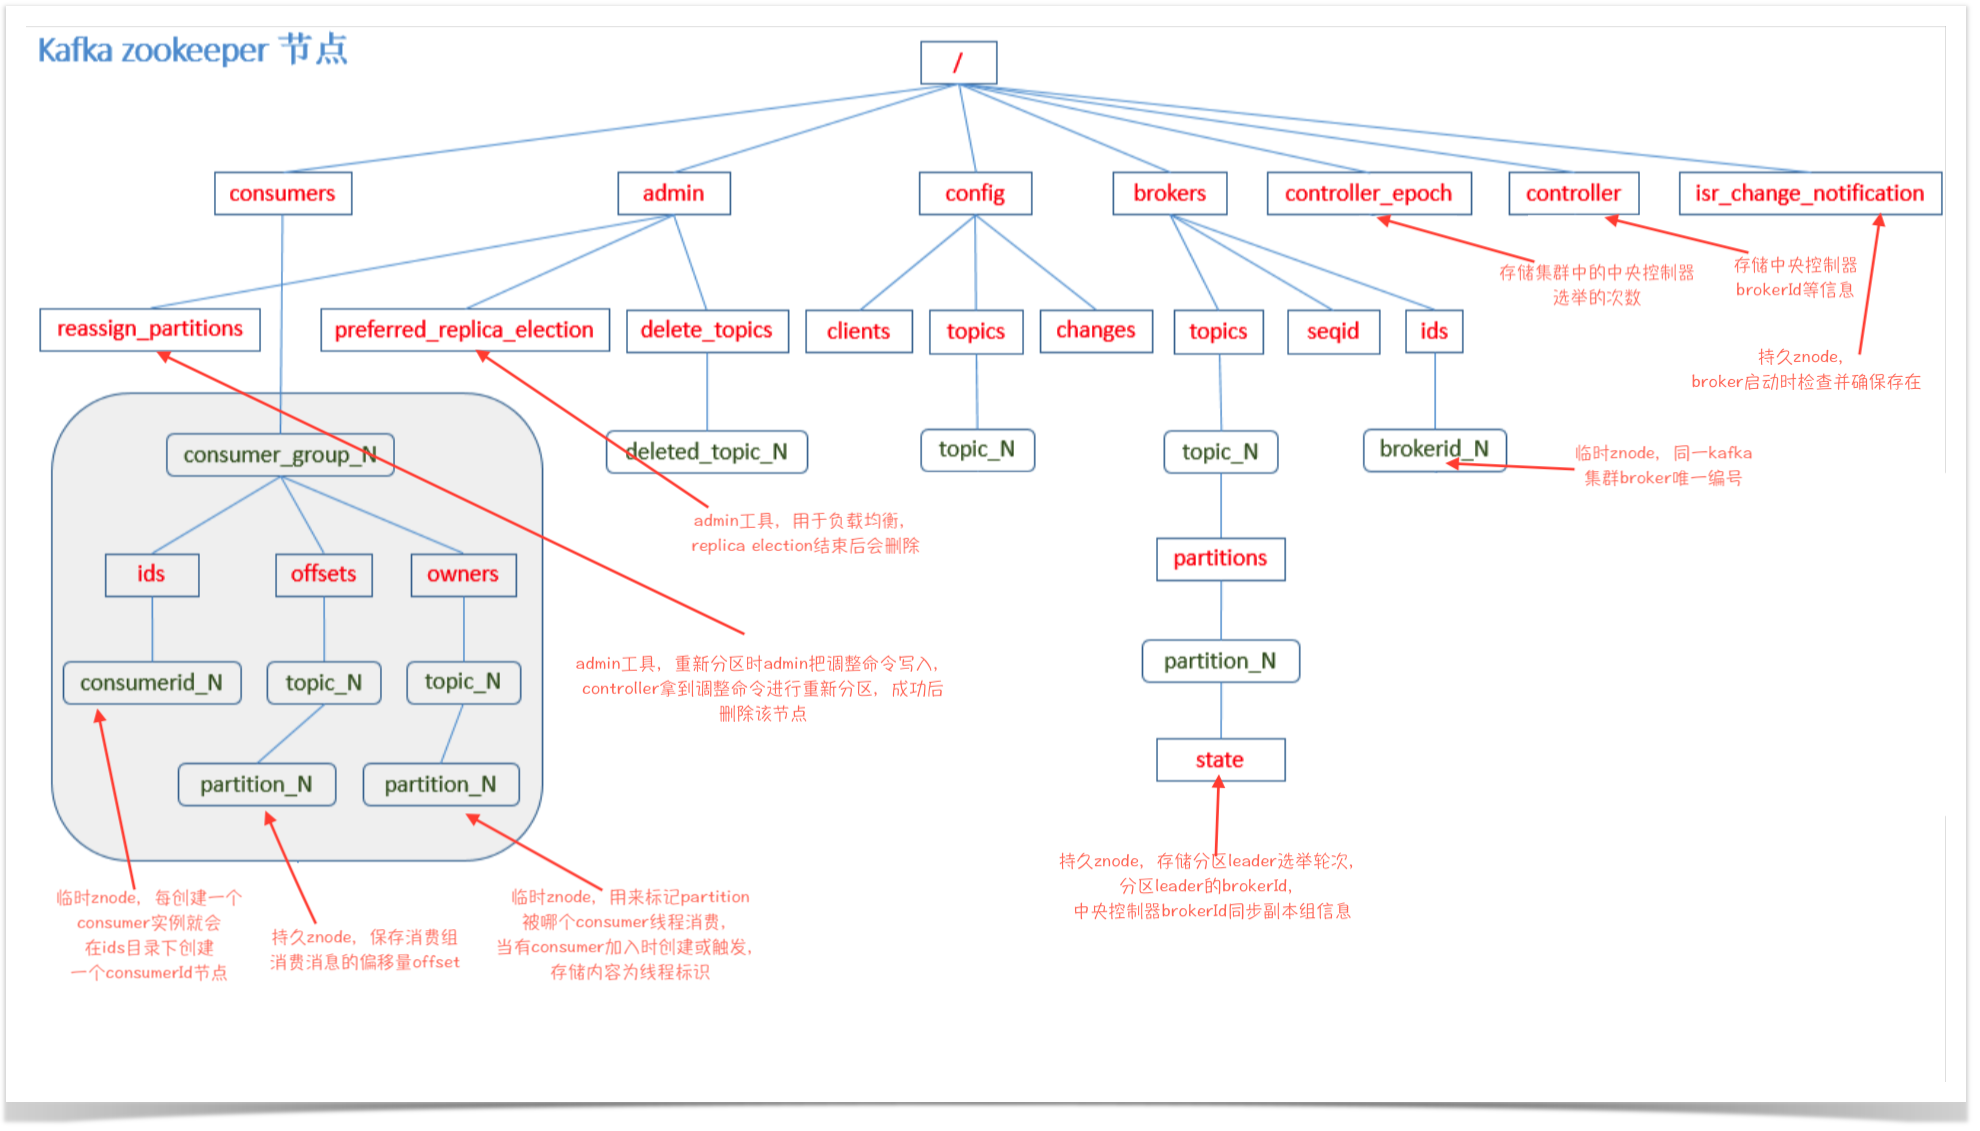 Kafka zookeeper 节点
/
consumers
admin
config
brokers
controller_epoch
controller
isr_change_notification
存储集群中的中央控制器
选举的次数
存储中央控制器
brokerId等信息
reassign_partitions
preferred_replica_election
delete_topics
clients
topics
changes
topics
seqid
ids
持久znode,
broker启动时检查并确保存在
consumer_group_N
deleted_topic_N
topic_N
topic_N
brokerid_N
临时znode, 同一kafka
集群broker唯一编号
admin工具, 用于负载均衡,
replica election结束后会删除
ids
offsets
owners
partitions
admin工具, 重新分区时admin把调整命令写入,
controller拿到调整命令进行重新分区, 成功后
删除该节点
consumerid_N
topic_N
topic_N
partition_N
partition_N
partition_N
state
临时znode, 每创建一个
consumer实例就会
在ids目录下创建
一个consumerId节点
持久znode, 保存消费组
消费消息的偏移量offset
临时znode, 用来标记partition
被哪个consumer线程消费,
当有consumer加入时创建或触发,
存储内容为线程标识
持久znode, 存储分区leader选举轮次,
分区leader的brokerId,
中央控制器brokerId同步副本组信息